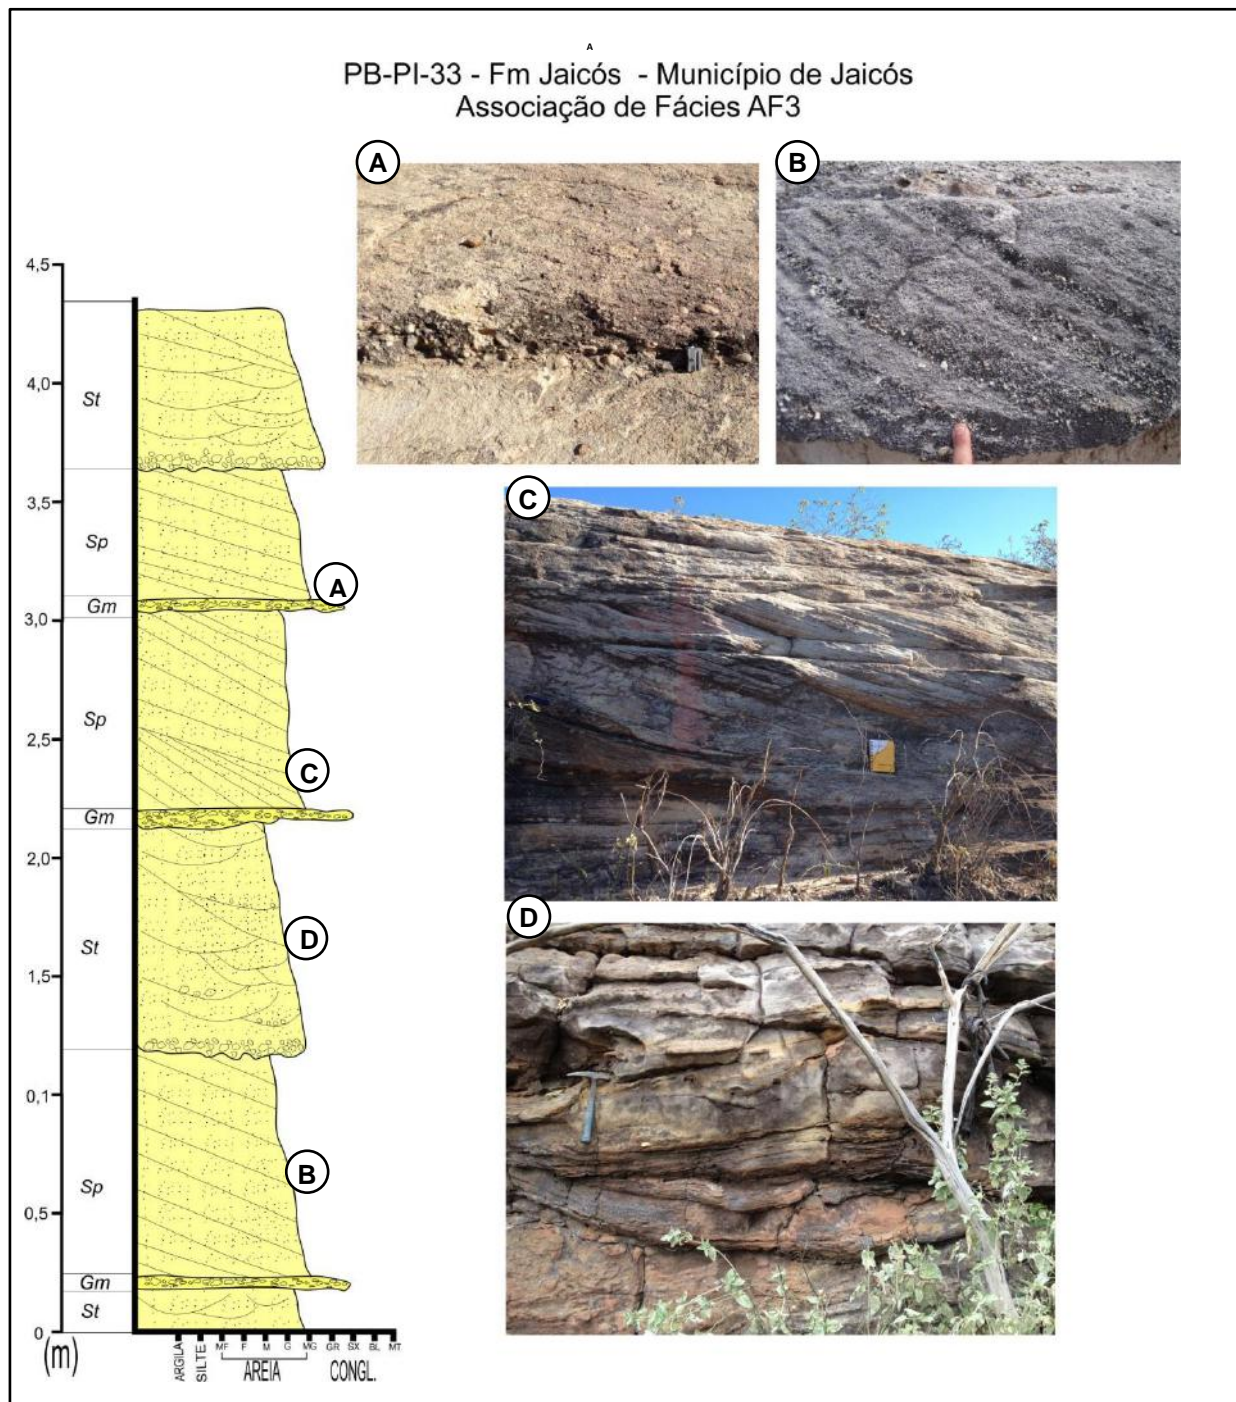 A
PB-PI-33 - Fm Jaicós - Município de Jaicós
Associação de Fácies AF3
A
B
C
D
4,5
4,0
3,5
3,0
2,5
2,0
1,5
0,1
0,5
0
(m)
St
Sp
Gm
Sp
Gm
St
Sp
Gm
St
A
C
D
B
ARGILA
SILTE
MF
F
M
G
MG
GR
SX
BL
MT
AREIA
CONGL.